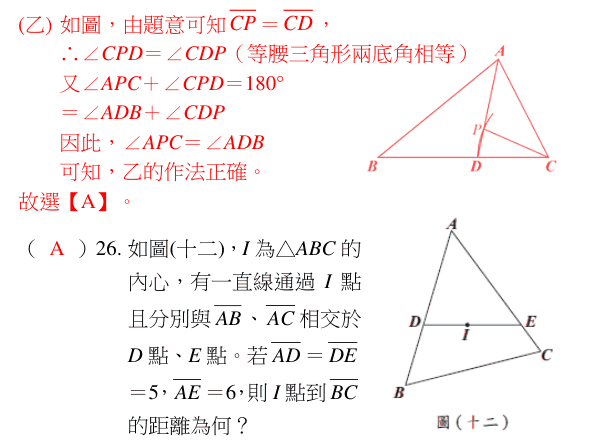 (乙) 如圖，由題意可知 CP = CD，
∴∠CPD=∠CDP（等腰三角形兩底角相等）
又∠APC+∠CPD=180°
=∠ADB+∠CDP
因此，∠APC=∠ADB
可知，乙的作法正確。
故選【A】。
A
P
B
D
C
（ A ）26. 如圖(十二)，I 為△ABC 的
內心，有一直線通過 I 點
且分別與 AB、AC 相交於
D 點、E 點。若 AD = DE
=5，AE =6，則 I 點到 BC
的距離為何？
A
D
I
E
C
B
圖(十二)